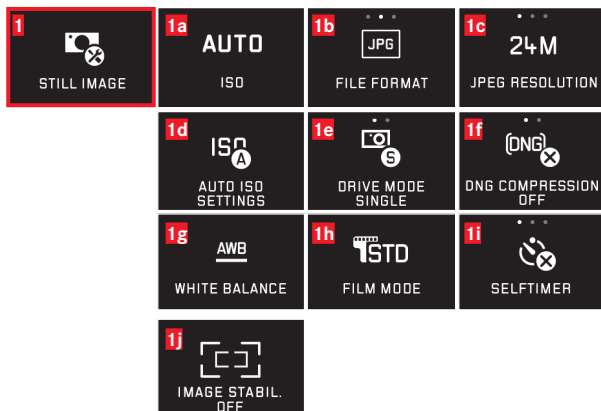 1
STILL IMAGE
1a
AUTO
ISO
1b
JPG
FILE FORMAT
1c
24M
JPEG RESOLUTION
1d
ISO
A
AUTO ISO
SETTINGS
1e
S
DRIVE MODE
SINGLE
1f
(DNG)
DNG COMPRESSION
OFF
1g
AWB
WHITE BALANCE
1h
STD
FILM MODE
1i
SELFTIMER
1j
IMAGE STABIL.
OFF